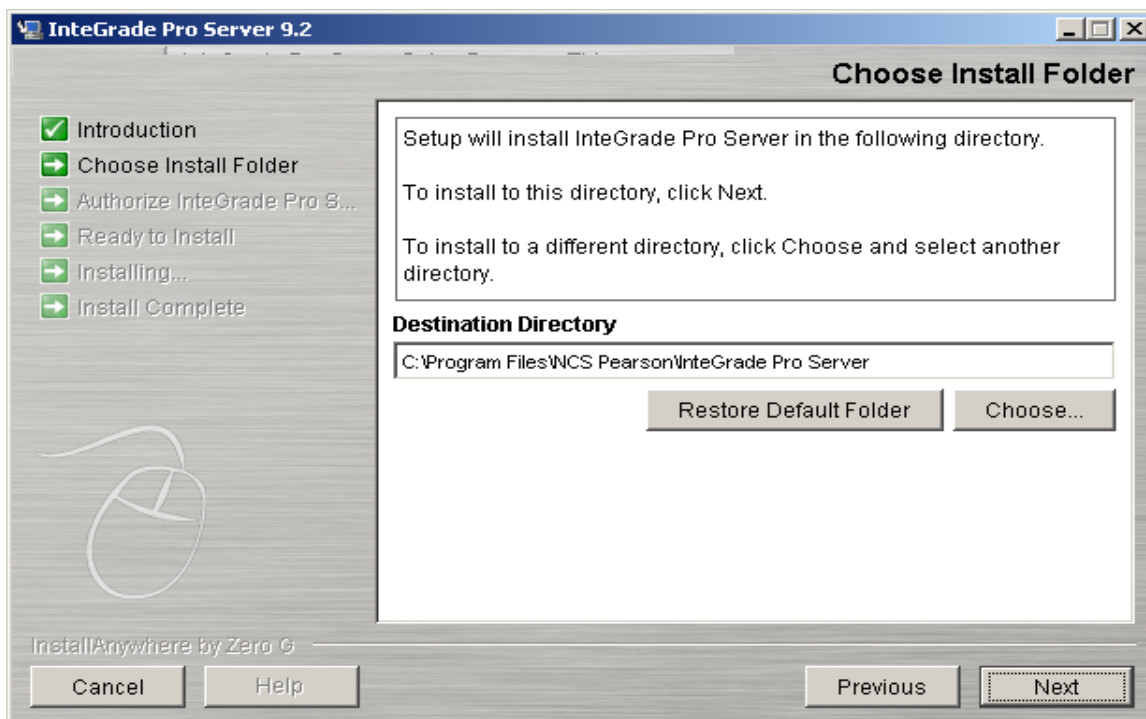 InteGrade Pro Server 9.2
Choose Install Folder
Introduction
Choose Install Folder
Authorize InteGrade Pro S...
Ready to Install
Installing...
Install Complete
Setup will install InteGrade Pro Server in the following directory.
To install to this directory, click Next.
To install to a different directory, click Choose and select another
directory.
Destination Directory
C:\Program Files\NCS Pearson\InteGrade Pro Server
Restore Default Folder
Choose...
InstallAnywhere by Zero G
Cancel
Help
Previous
Next